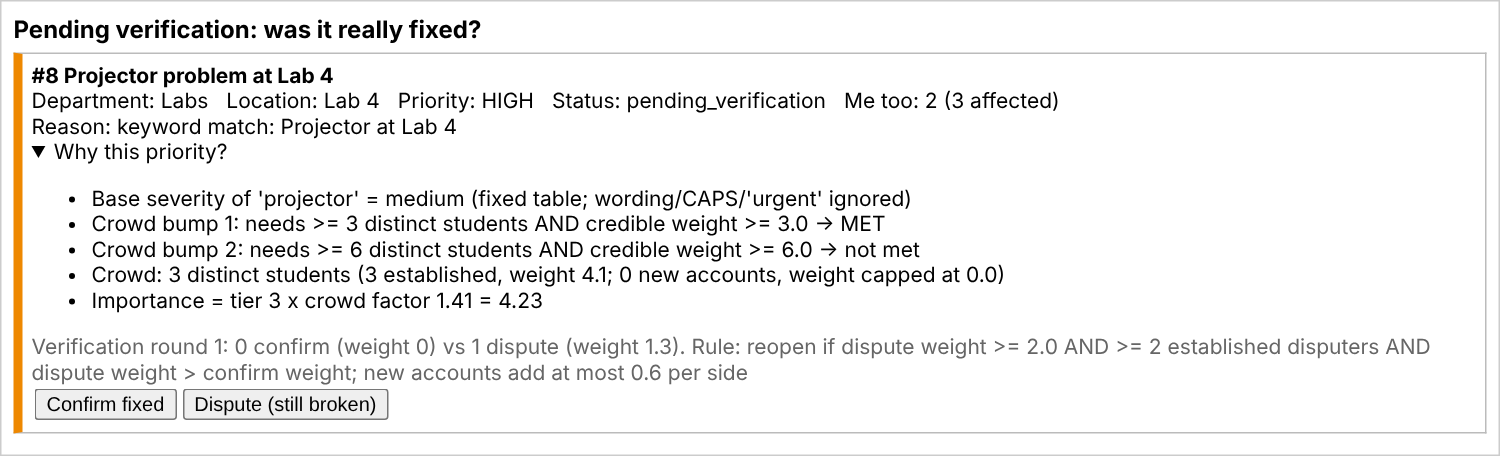 Pending verification: was it really fixed?
#8 Projector problem at Lab 4
Department: Labs   Location: Lab 4   Priority: HIGH   Status: pending_verification   Me too: 2 (3 affected)
Reason: keyword match: Projector at Lab 4
▼ Why this priority?
• Base severity of 'projector' = medium (fixed table; wording/CAPS/'urgent' ignored)
• Crowd bump 1: needs >= 3 distinct students AND credible weight >= 3.0 → MET
• Crowd bump 2: needs >= 6 distinct students AND credible weight >= 6.0 → not met
• Crowd: 3 distinct students (3 established, weight 4.1; 0 new accounts, weight capped at 0.0)
• Importance = tier 3 x crowd factor 1.41 = 4.23
Verification round 1: 0 confirm (weight 0) vs 1 dispute (weight 1.3). Rule: reopen if dispute weight >= 2.0 AND >= 2 established disputers AND
dispute weight > confirm weight; new accounts add at most 0.6 per side
Confirm fixed   Dispute (still broken)